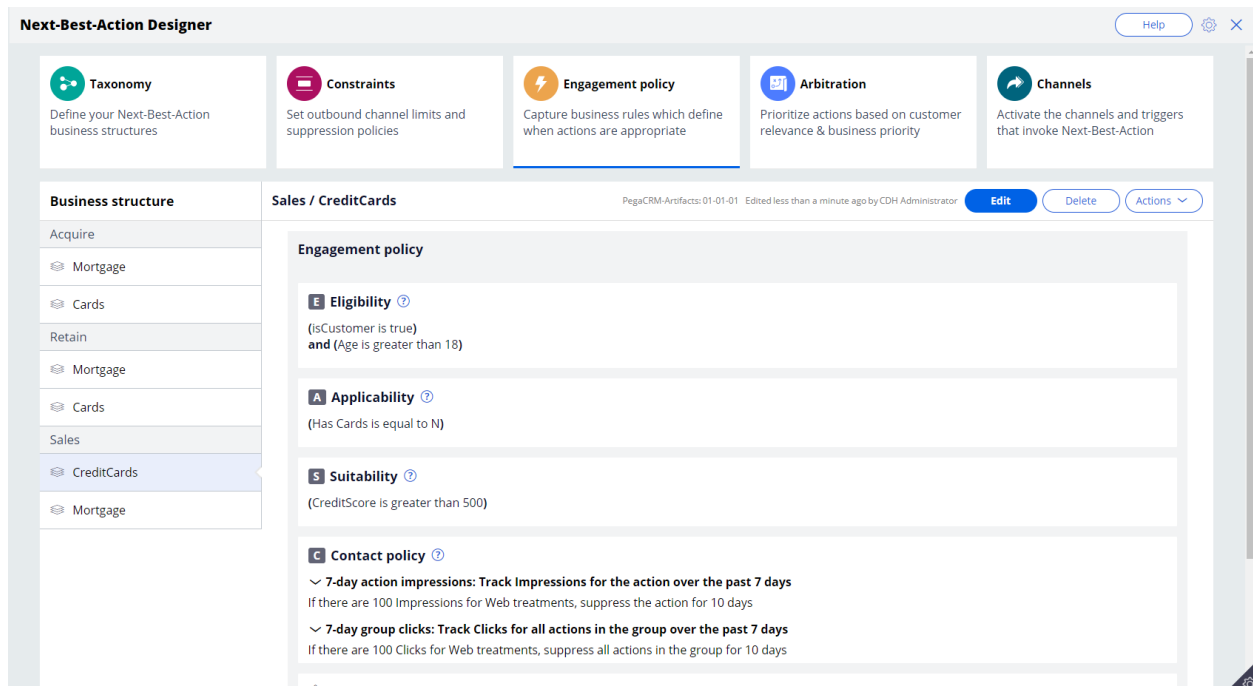 Next-Best-Action Designer
Help
Taxonomy
Define your Next-Best-Action
business structures
Constraints
Set outbound channel limits and
suppression policies
Engagement policy
Capture business rules which define
when actions are appropriate
Arbitration
Prioritize actions based on customer
relevance & business priority
Channels
Activate the channels and triggers
that invoke Next-Best-Action
Business structure
Acquire
Mortgage
Cards
Retain
Mortgage
Cards
Sales
CreditCards
Mortgage
Sales / CreditCards
PegaCRM-Artifacts: 01-01-01 Edited less than a minute ago by CDH Administrator
Edit
Delete
Actions
Engagement policy
E Eligibility ?
(isCustomer is true)
and (Age is greater than 18)
A Applicability ?
(Has Cards is equal to N)
S Suitability ?
(CreditScore is greater than 500)
C Contact policy ?
7-day action impressions: Track Impressions for the action over the past 7 days
If there are 100 Impressions for Web treatments, suppress the action for 10 days
7-day group clicks: Track Clicks for all actions in the group over the past 7 days
If there are 100 Clicks for Web treatments, suppress all actions in the group for 10 days